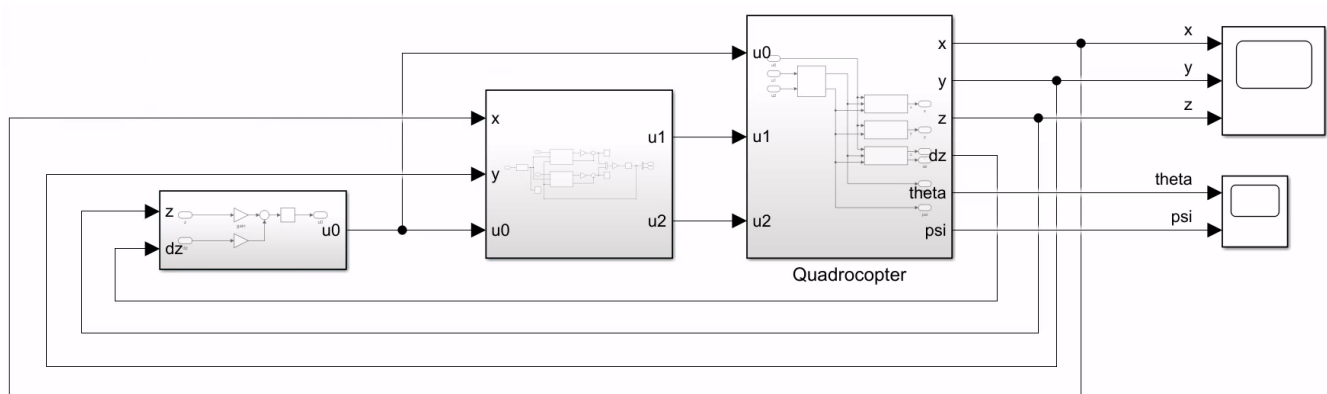 z
dz
u0
x
y
u0
u1
u2
u0
u1
u2
x
y
z
dz
theta
psi
Quadrocopter
x
y
z
theta
psi